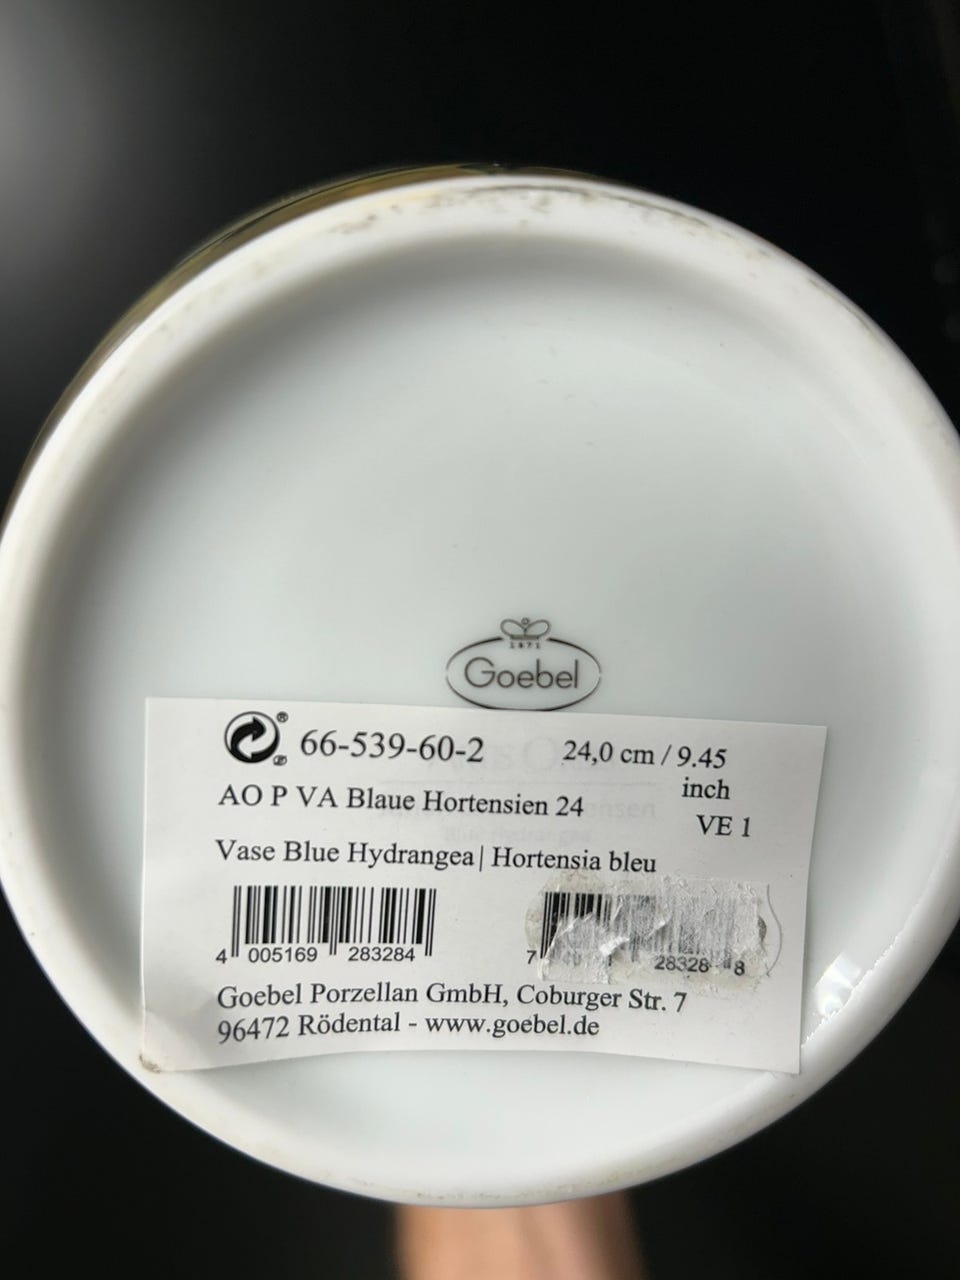 1871
Goebel
66-539-60-2
24,0 cm / 9.45
inch
AO P VA Blaue Hortensien 24
VE 1
Vase Blue Hydrangea | Hortensia bleu
4 005169 283284
7 28328 8
Goebel Porzellan GmbH, Coburger Str. 7
96472 Rödental - www.goebel.de